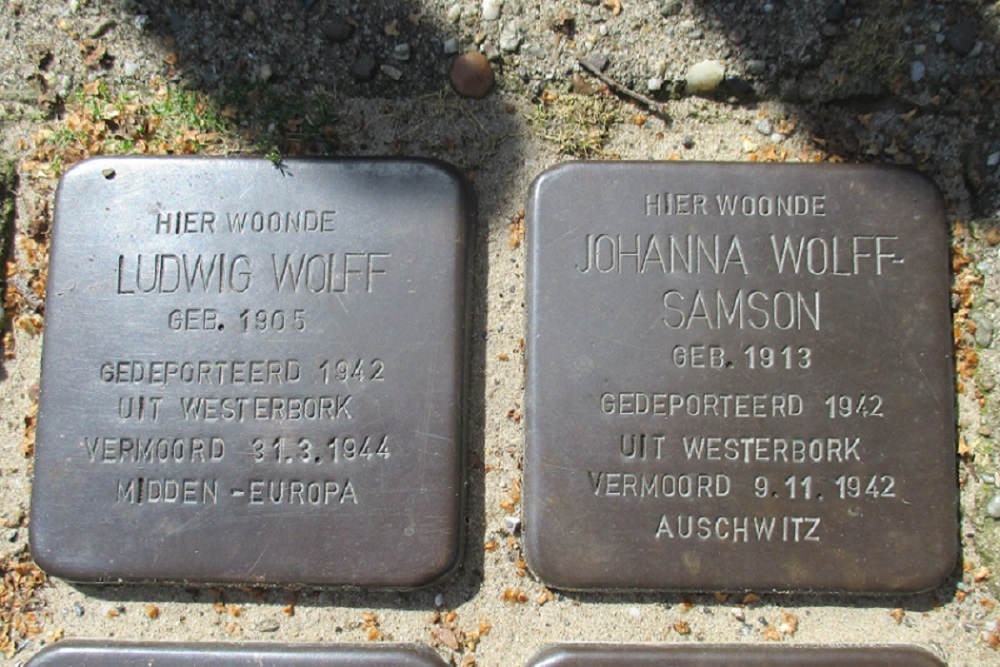 HIER WOONDE
LUDWIG WOLFF
GEB. 1905
GEDEPORTEERD 1942
UIT WESTERBORK
VERMOORD 31.3.1944
MIDDEN-EUROPA
HIER WOONDE
JOHANNA WOLFF-
SAMSON
GEB. 1913
GEDEPORTEERD 1942
UIT WESTERBORK
VERMOORD 9.11.1942
AUSCHWITZ